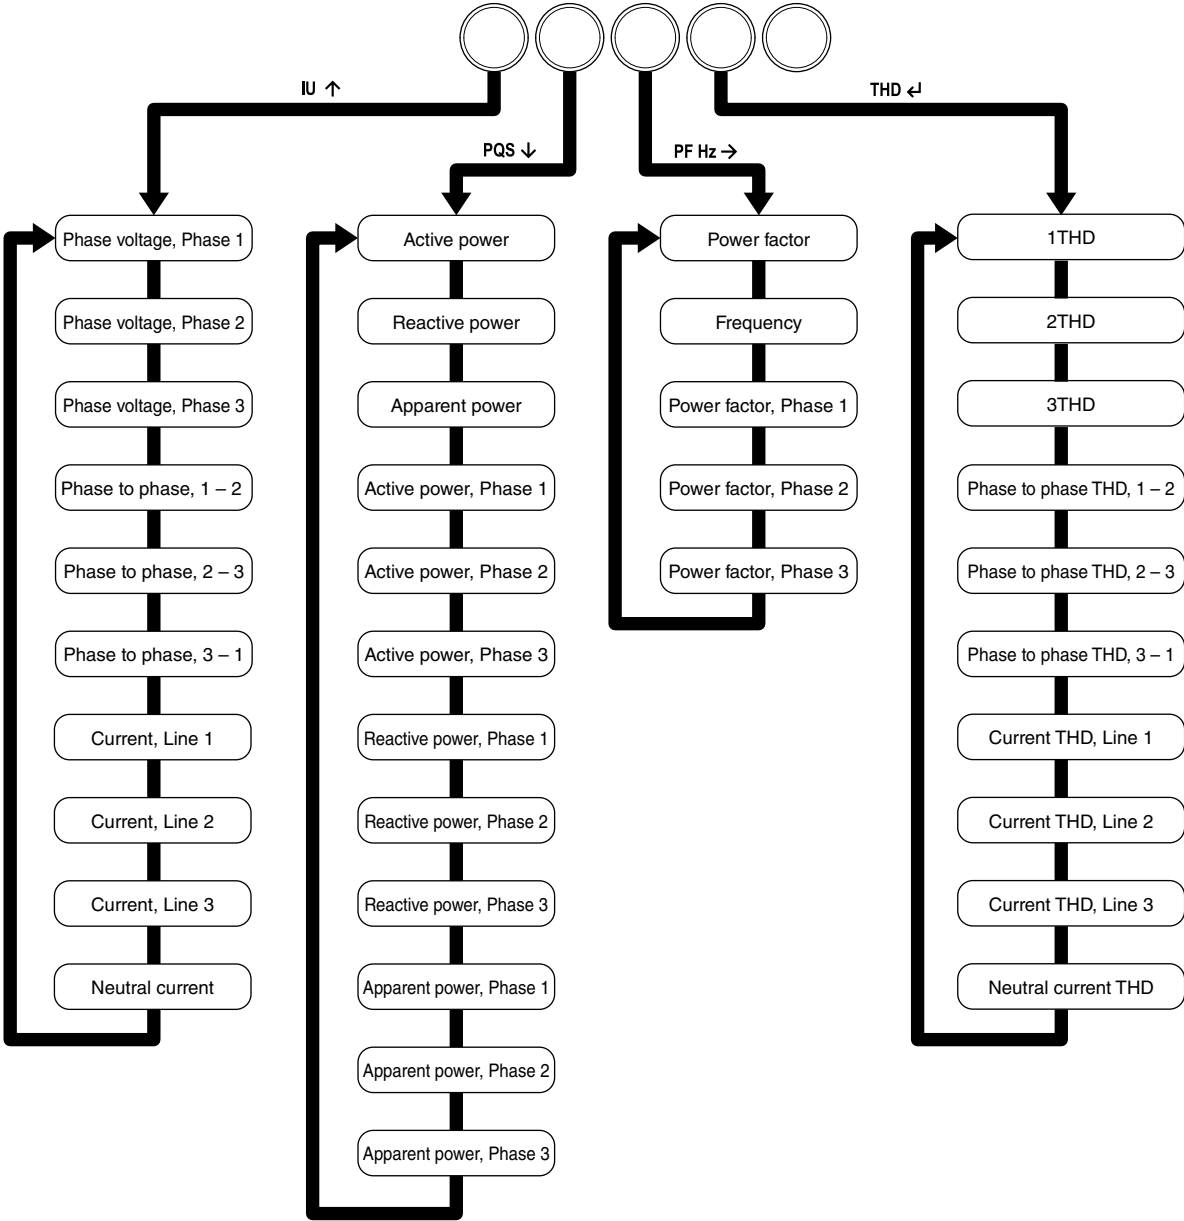 IU ↑
THD ↵
PQS ↓
PF Hz →
Phase voltage, Phase 1
Phase voltage, Phase 2
Phase voltage, Phase 3
Phase to phase, 1 – 2
Phase to phase, 2 – 3
Phase to phase, 3 – 1
Current, Line 1
Current, Line 2
Current, Line 3
Neutral current
Active power
Reactive power
Apparent power
Active power, Phase 1
Active power, Phase 2
Active power, Phase 3
Reactive power, Phase 1
Reactive power, Phase 2
Reactive power, Phase 3
Apparent power, Phase 1
Apparent power, Phase 2
Apparent power, Phase 3
Power factor
Frequency
Power factor, Phase 1
Power factor, Phase 2
Power factor, Phase 3
1THD
2THD
3THD
Phase to phase THD, 1 – 2
Phase to phase THD, 2 – 3
Phase to phase THD, 3 – 1
Current THD, Line 1
Current THD, Line 2
Current THD, Line 3
Neutral current THD